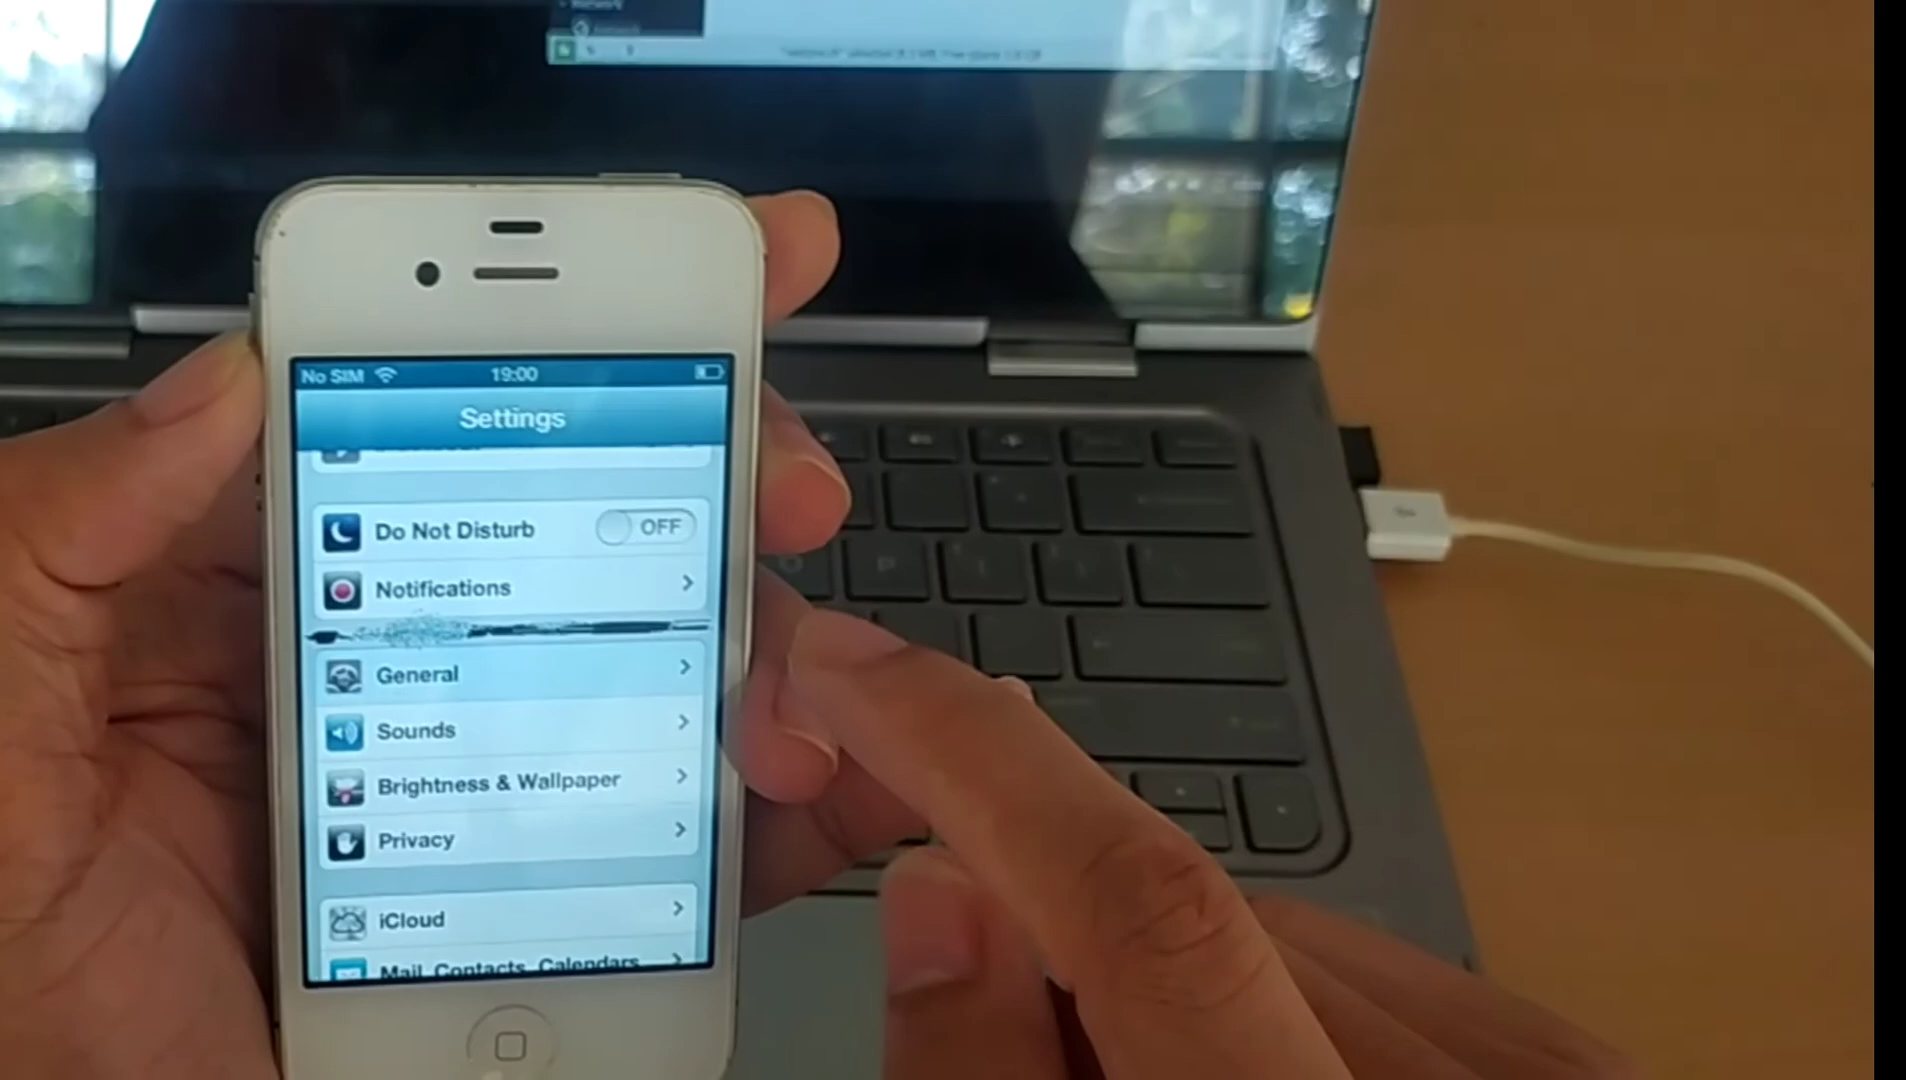 No SIM 19:00
Settings
Do Not Disturb OFF
Notifications
General
Sounds
Brightness & Wallpaper
Privacy
iCloud
Mail, Contacts, Calendars
P